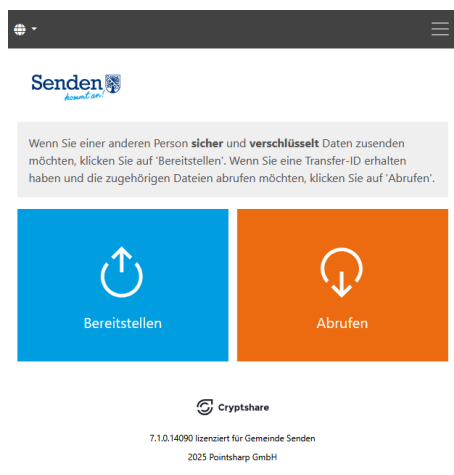 Senden
kommt an!
Wenn Sie einer anderen Person sicher und verschlüsselt Daten zusenden
möchten, klicken Sie auf 'Bereitstellen'. Wenn Sie eine Transfer-ID erhalten
haben und die zugehörigen Dateien abrufen möchten, klicken Sie auf 'Abrufen'.
Bereitstellen
Abrufen
Cryptshare
7.1.0.14090 lizenziert für Gemeinde Senden
2025 Pointsharp GmbH